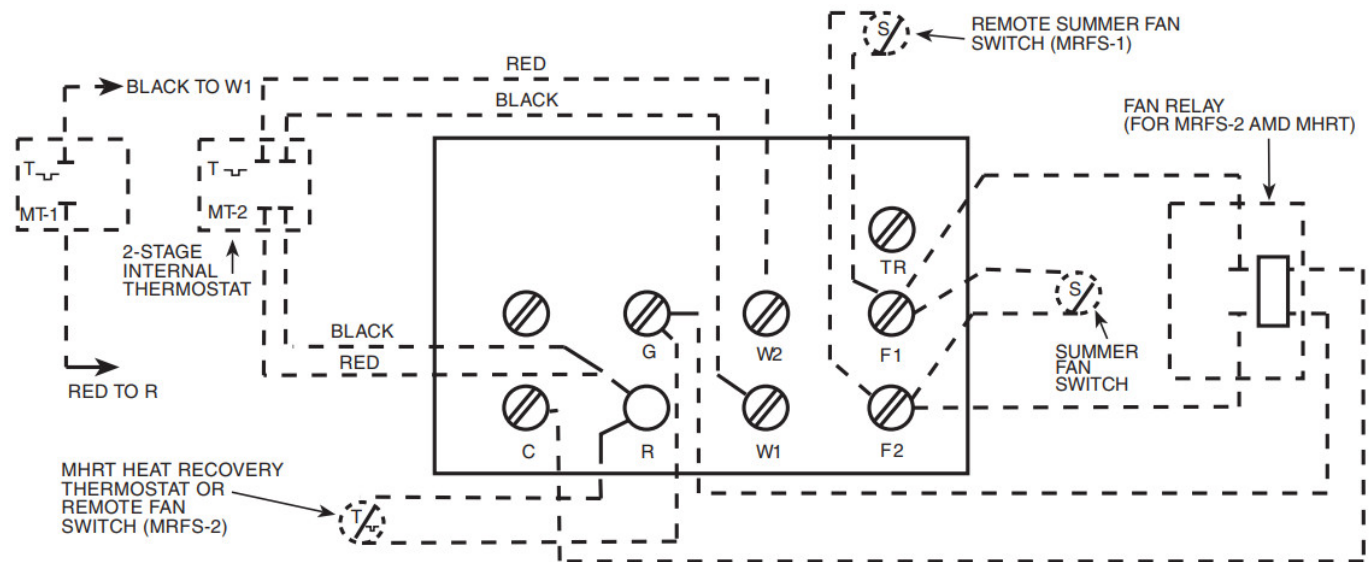 REMOTE SUMMER FAN
SWITCH (MRFS-1)
S
RED
BLACK TO W1
BLACK
FAN RELAY
(FOR MRFS-2 AMD MHRT)
T
T
MT-1
MT-2
2-STAGE
INTERNAL
THERMOSTAT
TR
S
BLACK
RED
G
W2
F1
SUMMER
FAN
SWITCH
RED TO R
C
R
W1
F2
MHRT HEAT RECOVERY
THERMOSTAT OR
REMOTE FAN
SWITCH (MRFS-2)
T